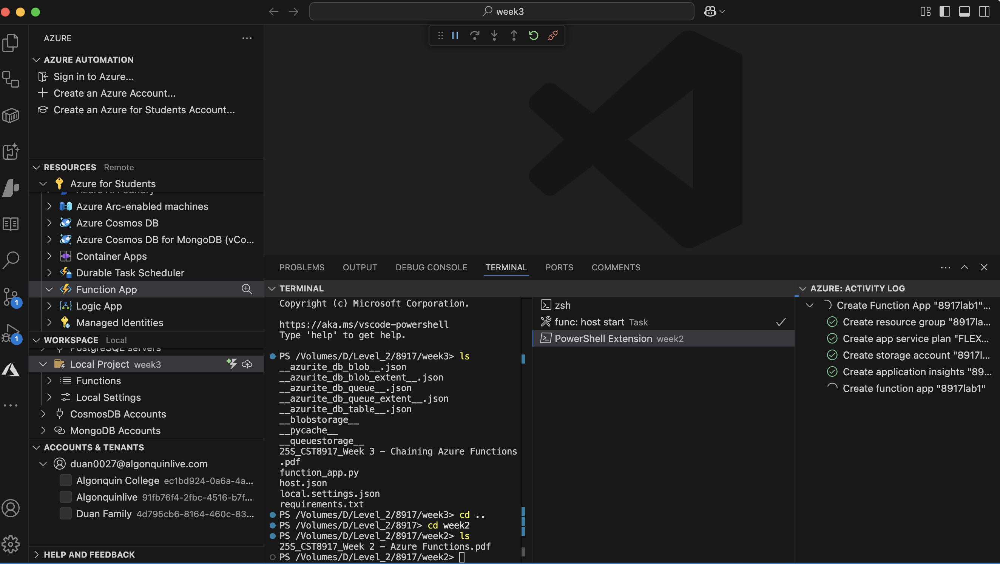 week3
AZURE
AZURE AUTOMATION
Sign in to Azure...
Create an Azure Account...
Create an Azure for Students Account...
RESOURCES Remote
Azure for Students
Azure Arc-enabled machines
Azure Cosmos DB
Azure Cosmos DB for MongoDB (vCo...
Container Apps
Durable Task Scheduler
Function App
Logic App
Managed Identities
WORKSPACE Local
PostgreSQL servers
Local Project week3
Functions
Local Settings
CosmosDB Accounts
MongoDB Accounts
ACCOUNTS & TENANTS
duan0027@algonquinlive.com
Algonquin College ec1bd924-0a6a-4a...
Algonquinlive 91fb76f4-2fbc-4516-b7f...
Duan Family 4d795cb6-8164-460c-83...
HELP AND FEEDBACK
1
1
PROBLEMS OUTPUT DEBUG CONSOLE TERMINAL PORTS COMMENTS
TERMINAL
Copyright (c) Microsoft Corporation.
https://aka.ms/vscode-powershell
Type 'help' to get help.
PS /Volumes/D/Level_2/8917/week3> ls
__azurite_db_blob__.json
__azurite_db_blob_extent__.json
__azurite_db_queue__.json
__azurite_db_queue_extent__.json
__azurite_db_table__.json
__blobstorage__
__pycache__
__queuestorage__
25S_CST8917_Week 3 – Chaining Azure Functions
.pdf
function_app.py
host.json
local.settings.json
requirements.txt
PS /Volumes/D/Level_2/8917/week3> cd ..
PS /Volumes/D/Level_2/8917> cd week2
PS /Volumes/D/Level_2/8917/week2> ls
25S_CST8917_Week 2 – Azure Functions.pdf
PS /Volumes/D/Level_2/8917/week2>
zsh
func: host start Task
PowerShell Extension week2
AZURE: ACTIVITY LOG
Create Function App "8917lab1"...
Create resource group "8917la...
Create app service plan "FLEX...
Create storage account "8917l...
Create application insights "89...
Create function app "8917lab1"